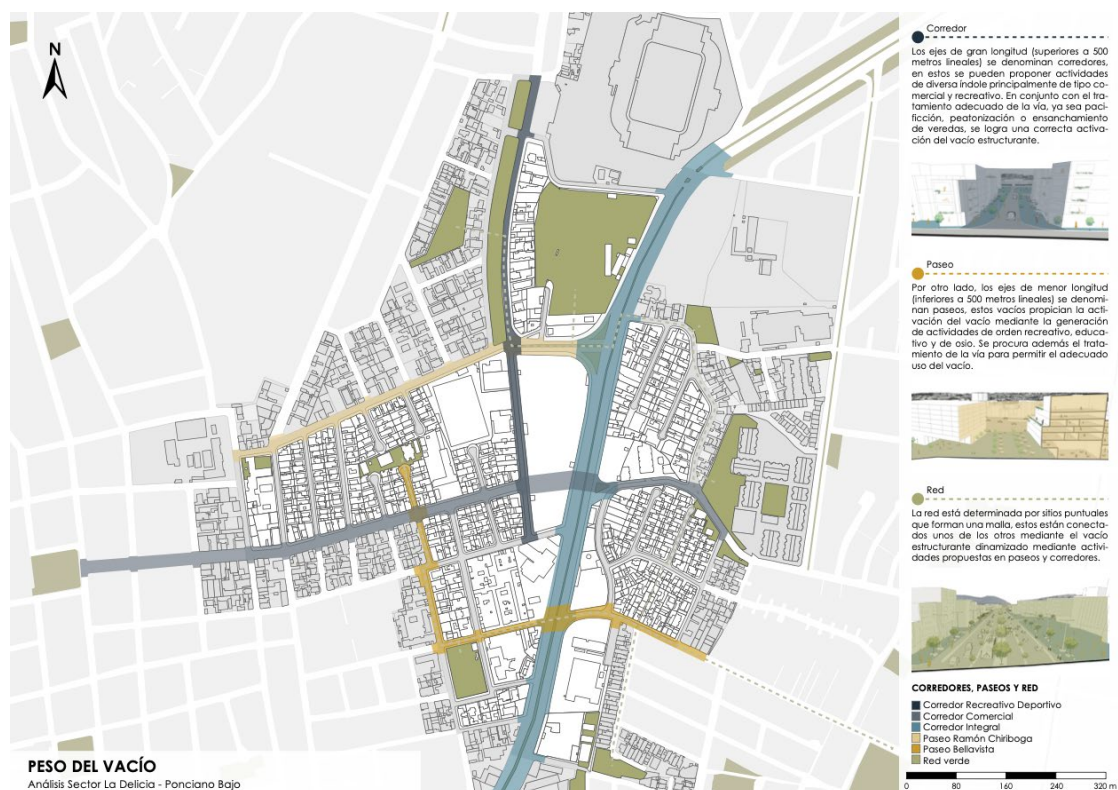 N
PESO DEL VACÍO
Análisis Sector La Delicia - Ponciano Bajo
Corredor
Los ejes de gran longitud (superiores a 500
metros lineales) se denominan corredores,
en estos se pueden proponer actividades
de diversa índole principalmente de tipo co-
mercial y recreativo. En conjunto con el tra-
tamiento adecuado de la vía, ya sea paci-
ficción, peatonización o ensanchamiento
de veredas, se logra una correcta activa-
ción del vacío estructurante.
Paseo
Por otro lado, los ejes de menor longitud
(inferiores a 500 metros lineales) se denomi-
nan paseos, estos vacíos propician la acti-
vación del vacío mediante la generación
de actividades de orden recreativo, educa-
tivo y de osio. Se procura además el trata-
miento de la vía para permitir el adecuado
uso del vacío.
Red
La red está determinada por sitios puntuales
que forman una malla, estos están conecta-
dos unos de los otros mediante el vacío
estructurante dinamizado mediante activi-
dades propuestas en paseos y corredores.
CORREDORES, PASEOS Y RED
Corredor Recreativo Deportivo
Corredor Comercial
Corredor Integral
Paseo Ramón Chiriboga
Paseo Bellavista
Red verde
0 80 160 240 320 m